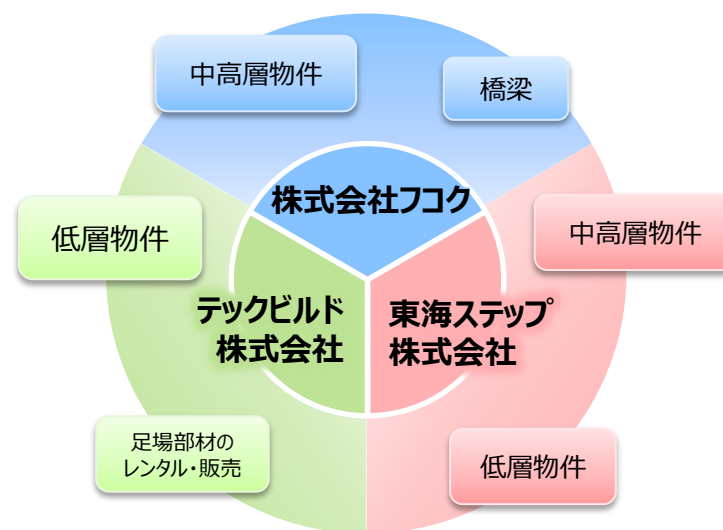 中高層物件
橋梁
株式会社フコク
低層物件
中高層物件
テックビルド
株式会社
東海ステップ
株式会社
足場部材の
レンタル・販売
低層物件